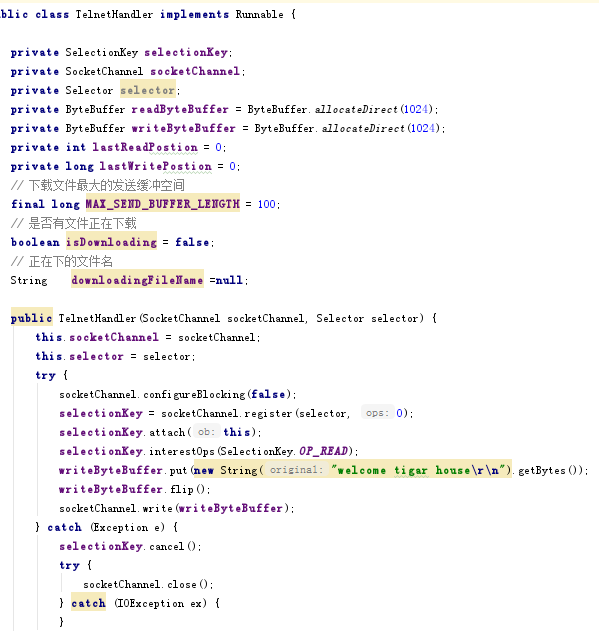 blic class TelnetHandler implements Runnable {
private SelectionKey selectionKey;
private SocketChannel socketChannel;
private Selector selector;
private ByteBuffer readByteBuffer = ByteBuffer.allocateDirect(1024);
private ByteBuffer writeByteBuffer = ByteBuffer.allocateDirect(1024);
private int lastReadPostion = 0;
private long lastWritePostion = 0;
// 下载文件最大的发送缓冲空间
final long MAX_SEND_BUFFER_LENGTH = 100;
// 是否有文件正在下载
boolean isDownloading = false;
// 正在下的文件名
String downloadingFileName =null;
public TelnetHandler(SocketChannel socketChannel, Selector selector) {
this.socketChannel = socketChannel;
this.selector = selector;
try {
socketChannel.configureBlocking(false);
selectionKey = socketChannel.register(selector, ops: 0);
selectionKey.attach( ob: this);
selectionKey.interestOps(SelectionKey.OP_READ);
writeByteBuffer.put(new String( original: "welcome tigar house\r\n").getBytes());
writeByteBuffer.flip();
socketChannel.write(writeByteBuffer);
} catch (Exception e) {
selectionKey.cancel();
try {
socketChannel.close();
} catch (IOException ex) {
}